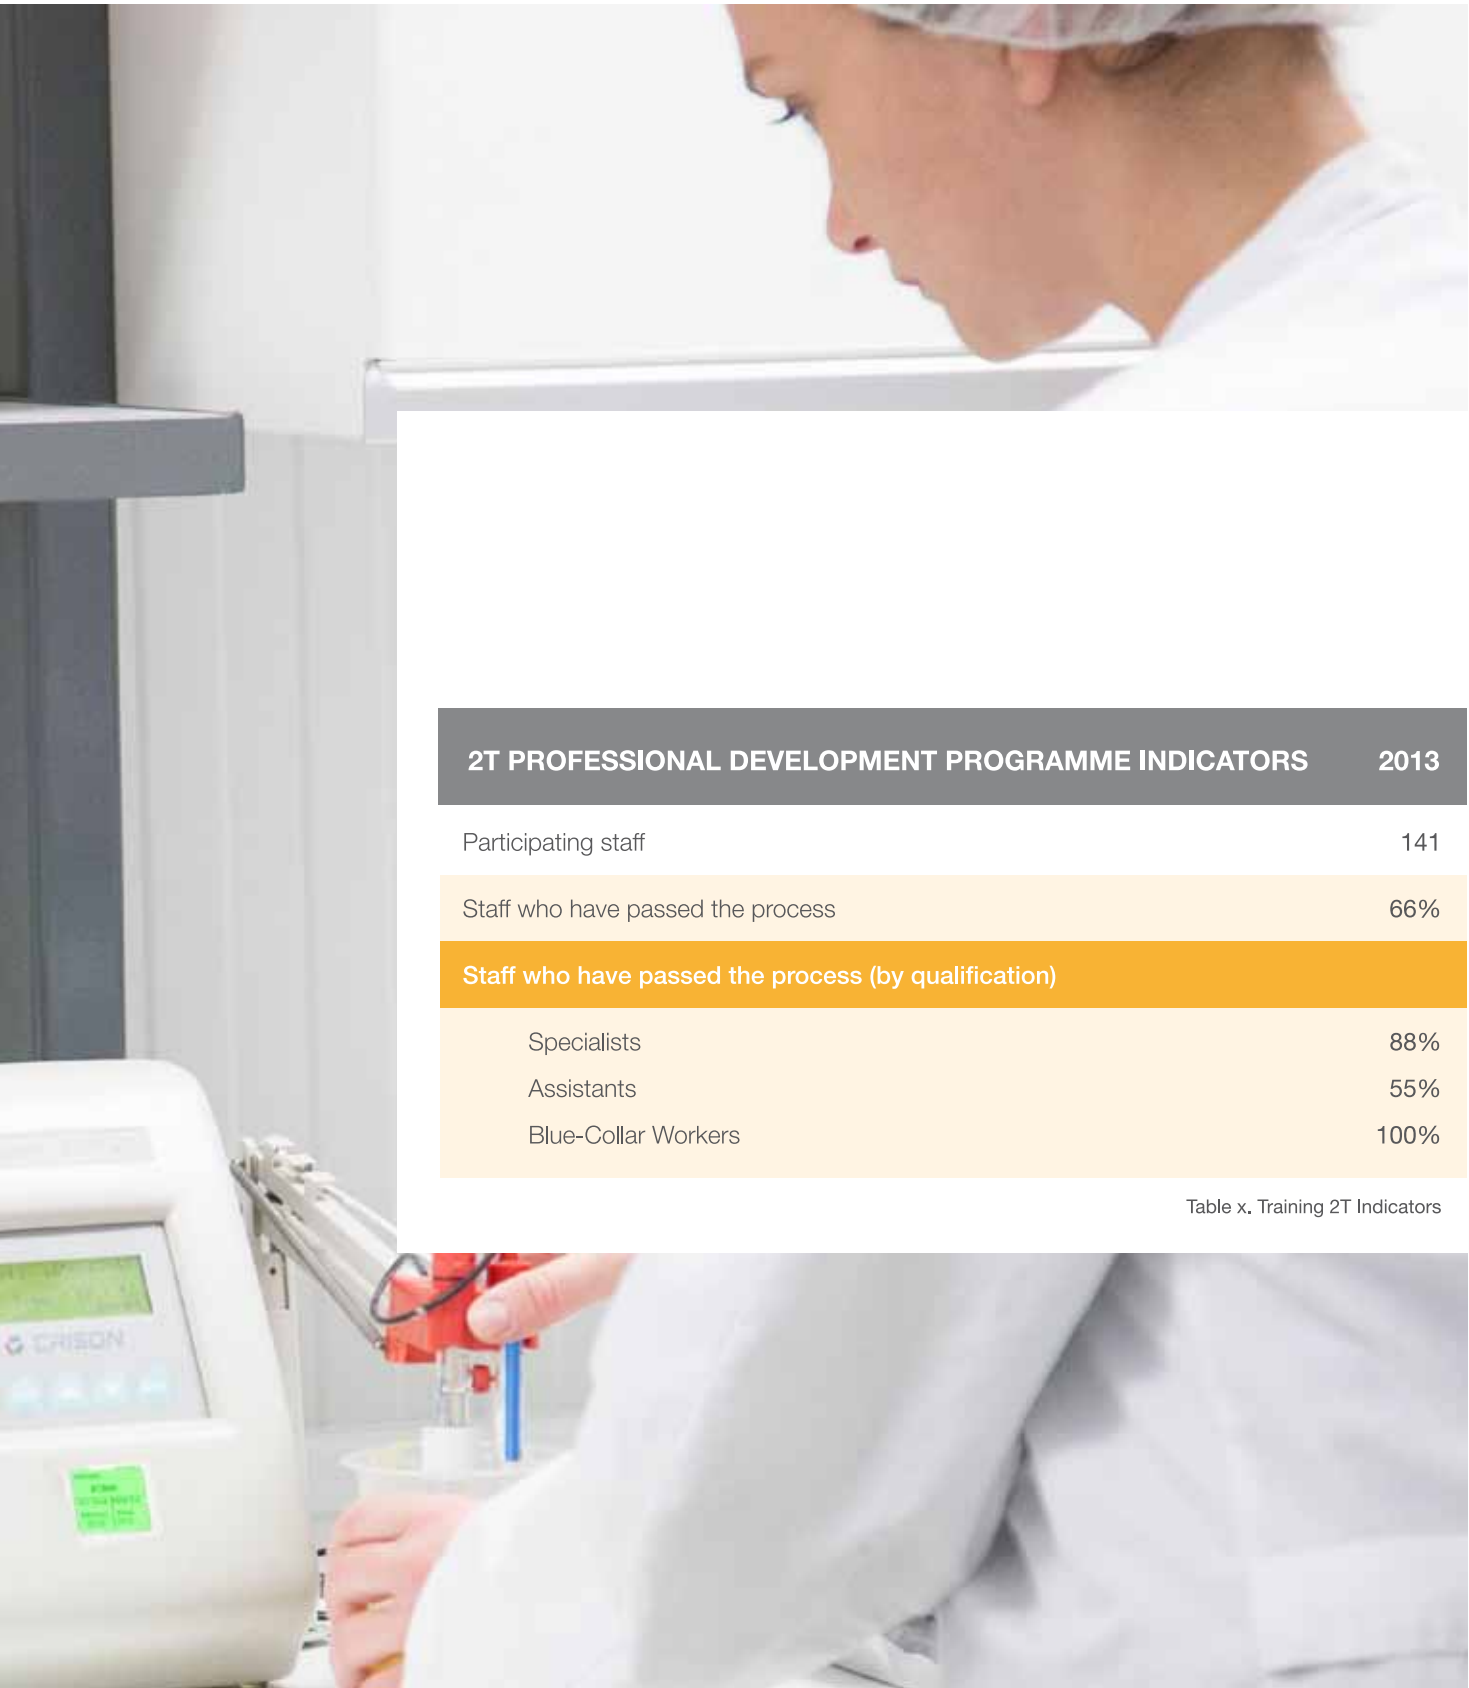 2T PROFESSIONAL DEVELOPMENT PROGRAMME INDICATORS 2013
Participating staff 141
Staff who have passed the process 66%
Staff who have passed the process (by qualification)
Specialists 88%
Assistants 55%
Blue-Collar Workers 100%
Table x. Training 2T Indicators
CRISON